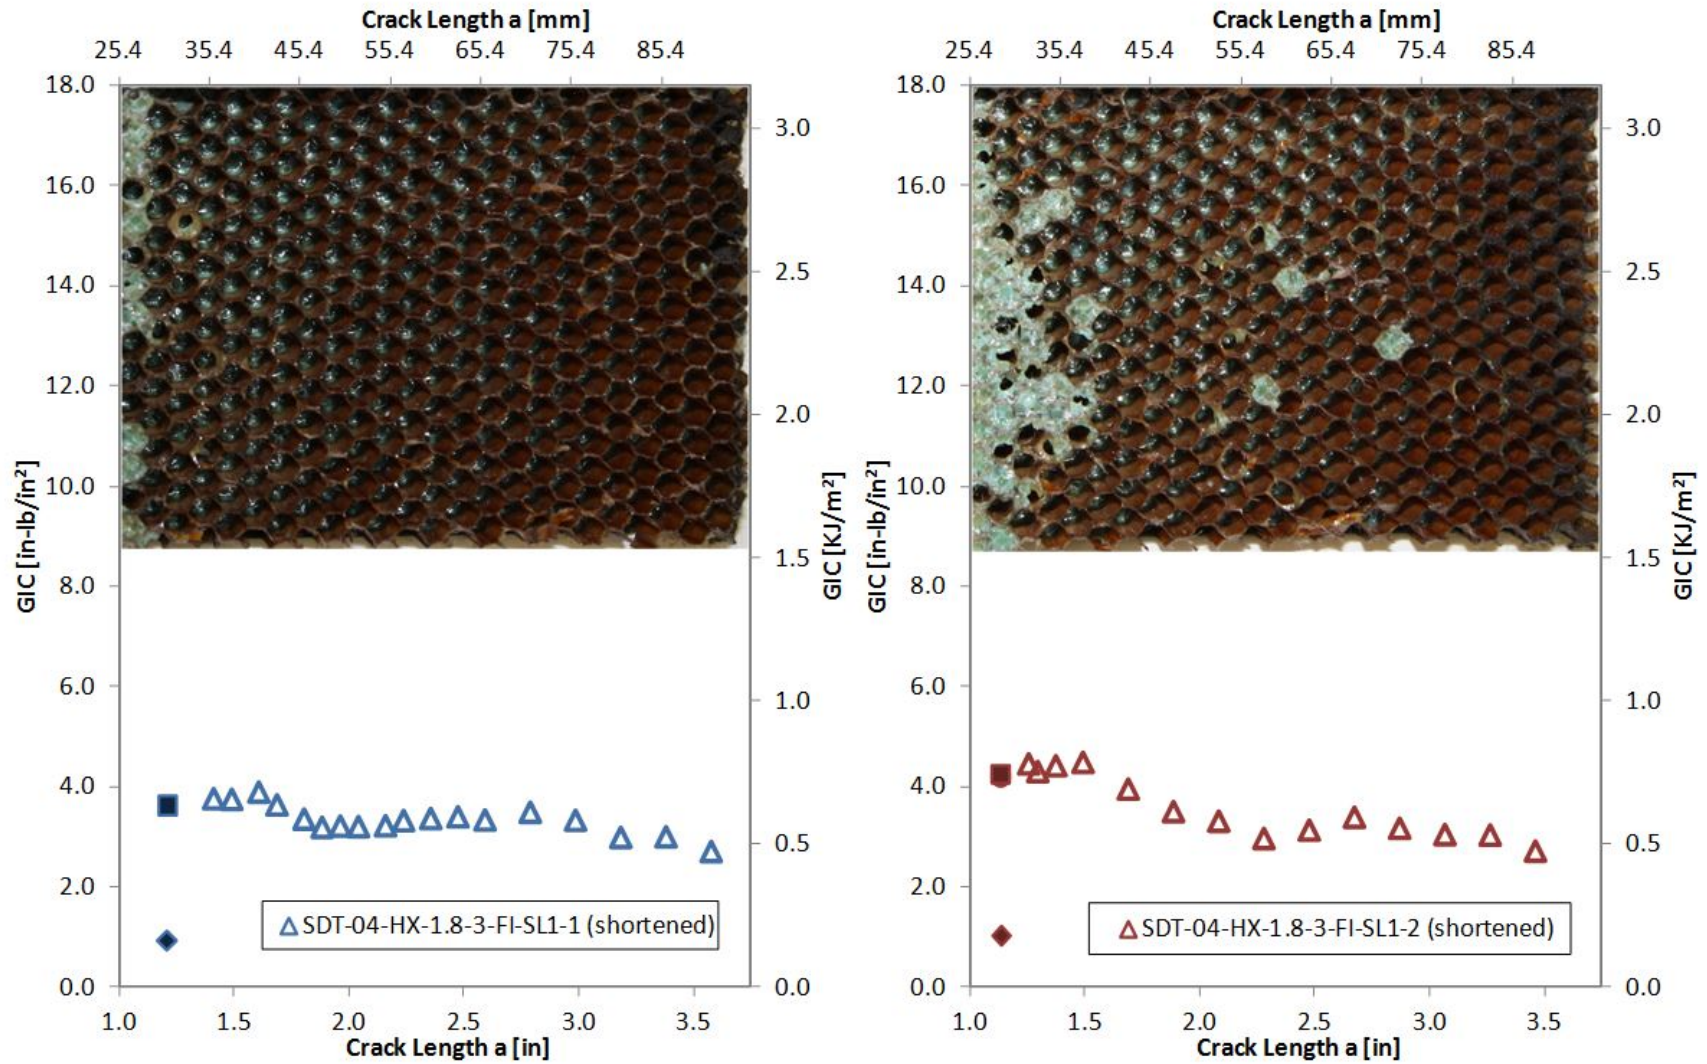 Crack Length a [mm]
25.4 35.4 45.4 55.4 65.4 75.4 85.4
18.0
16.0
14.0
12.0
10.0
8.0
6.0
4.0
2.0
0.0
GIC [in-lb/in²]
3.0
2.5
2.0
1.5
1.0
0.5
0.0
GIC [KJ/m²]
SDT-04-HX-1.8-3-FI-SL1-1 (shortened)
1.0 1.5 2.0 2.5 3.0 3.5
Crack Length a [in]
Crack Length a [mm]
25.4 35.4 45.4 55.4 65.4 75.4 85.4
18.0
16.0
14.0
12.0
10.0
8.0
6.0
4.0
2.0
0.0
GIC [in-lb/in²]
3.0
2.5
2.0
1.5
1.0
0.5
0.0
GIC [KJ/m²]
SDT-04-HX-1.8-3-FI-SL1-2 (shortened)
1.0 1.5 2.0 2.5 3.0 3.5
Crack Length a [in]